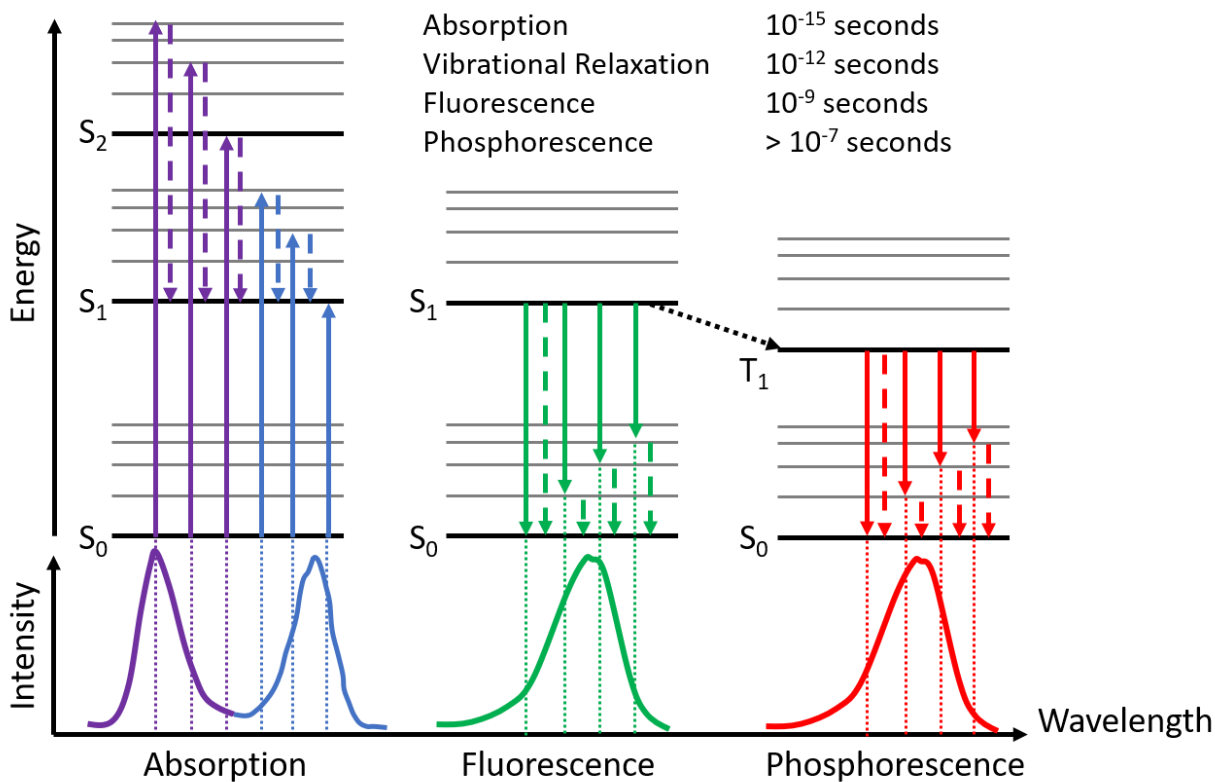 Absorption 10⁻¹⁵ seconds
Vibrational Relaxation 10⁻¹² seconds
Fluorescence 10⁻⁹ seconds
Phosphorescence > 10⁻⁷ seconds
Energy
S₂
S₁
S₁
T₁
S₀
S₀
S₀
Intensity
Wavelength
Absorption Fluorescence Phosphorescence